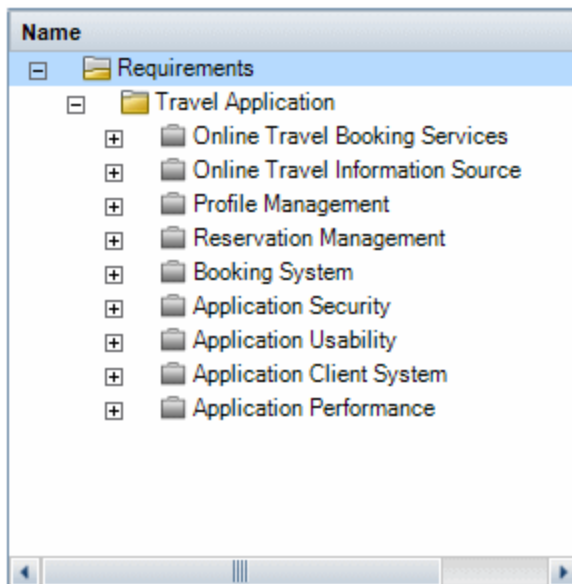 Name
Requirements
Travel Application
Online Travel Booking Services
Online Travel Information Source
Profile Management
Reservation Management
Booking System
Application Security
Application Usability
Application Client System
Application Performance